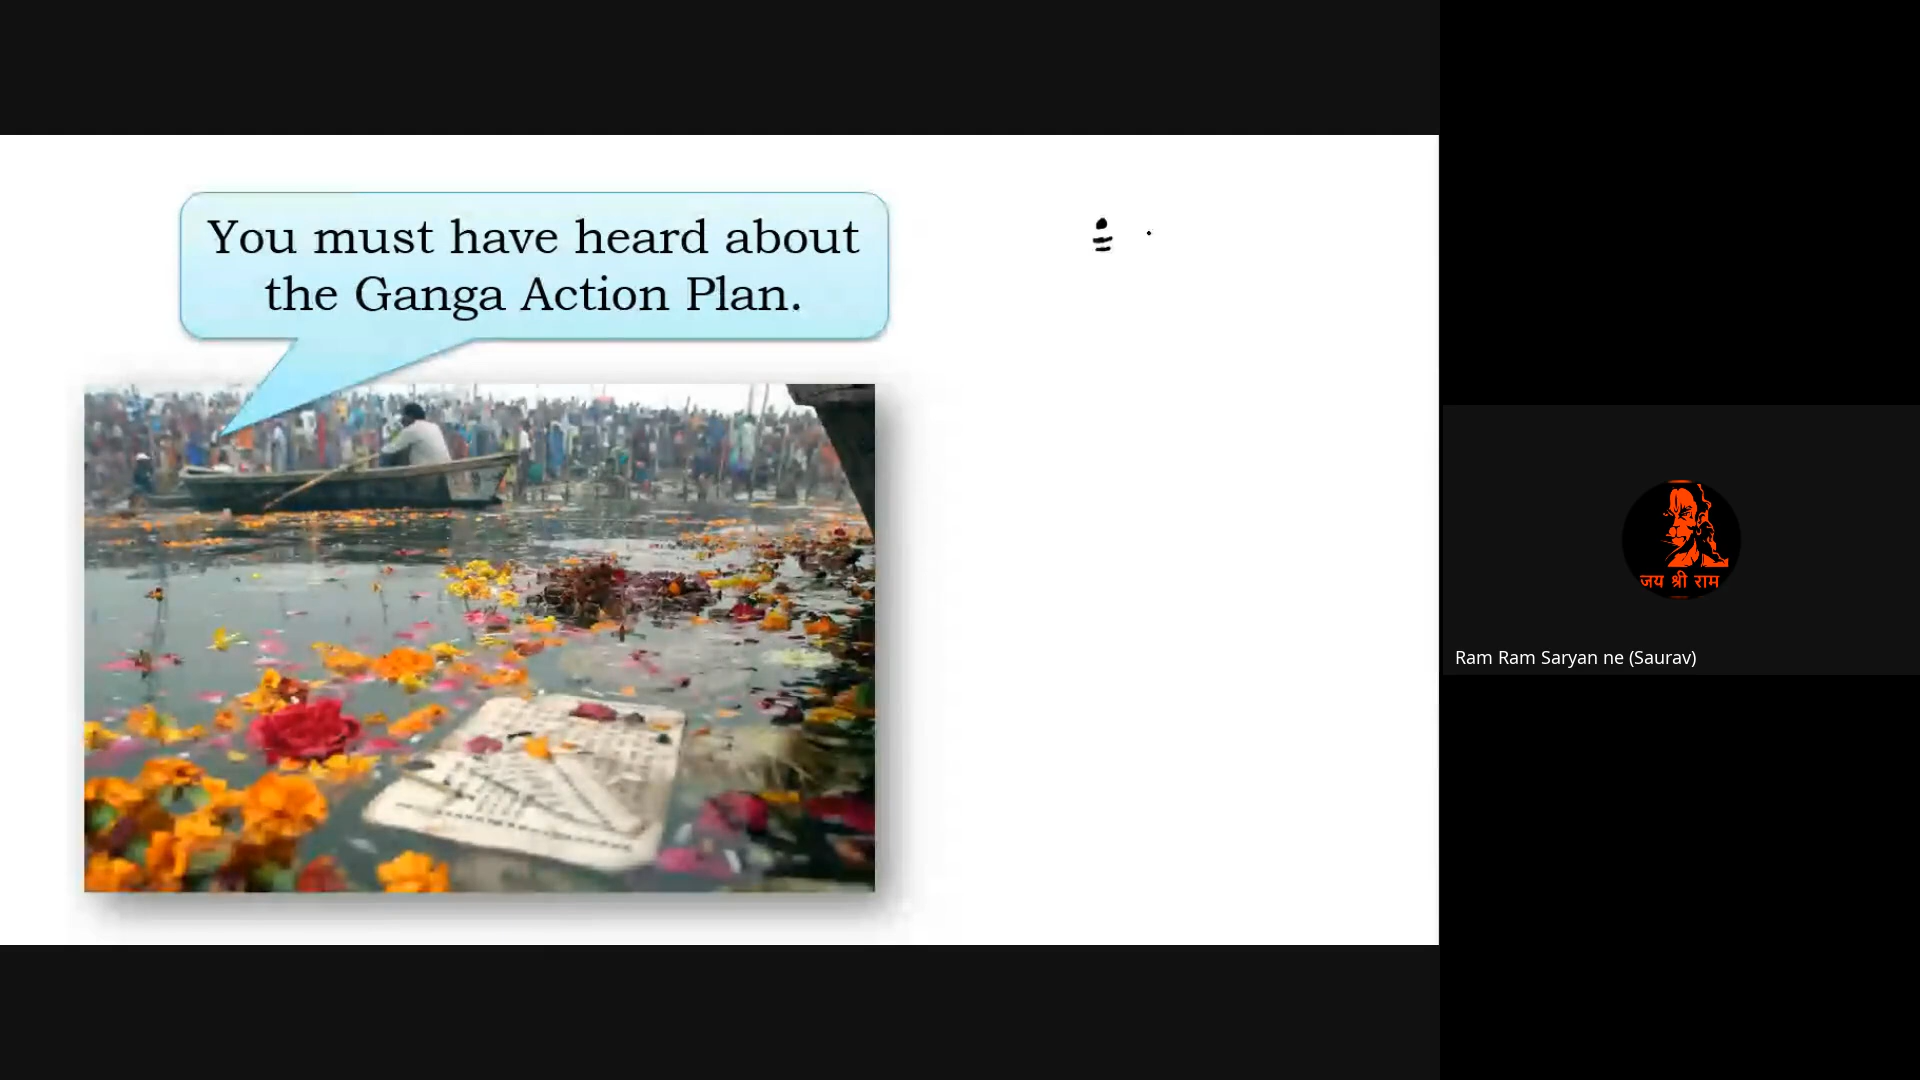 You must have heard about
the Ganga Action Plan.
जय श्री राम
Ram Ram Saryan ne (Saurav)